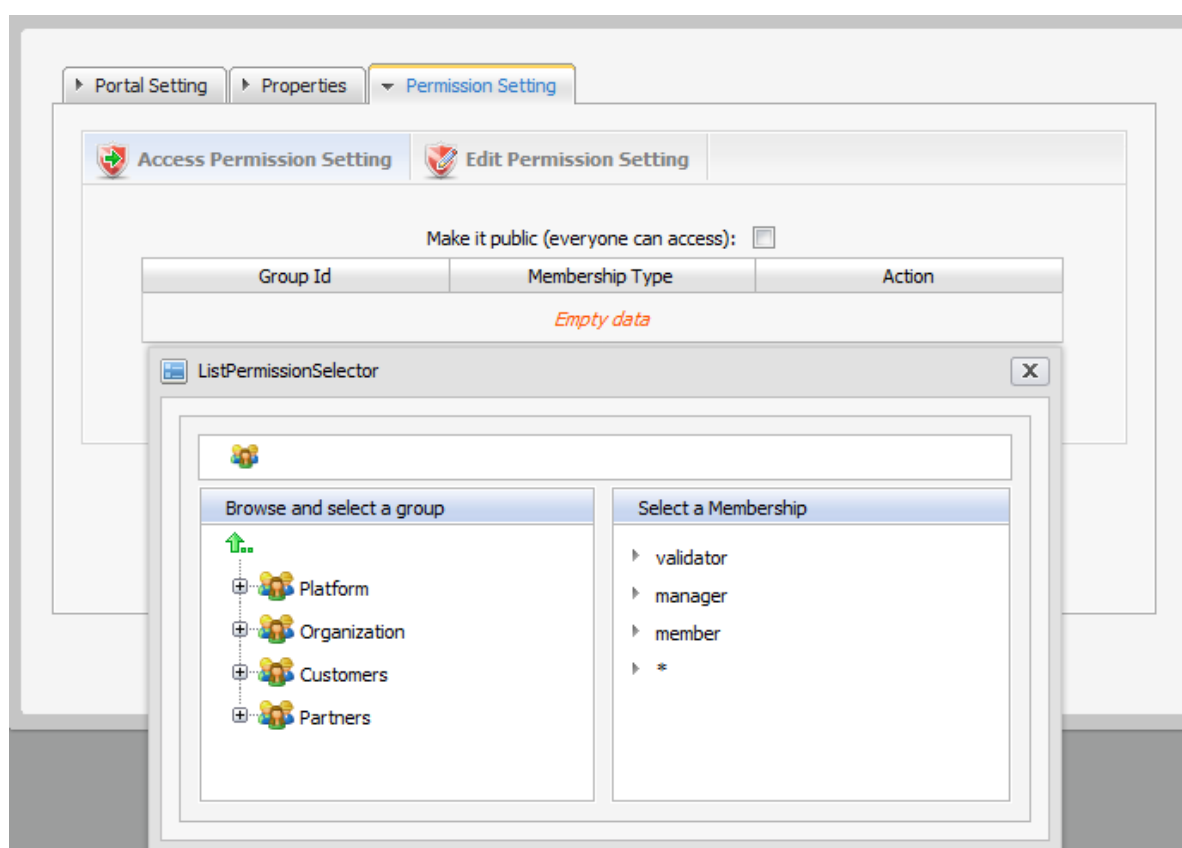 Portal Setting Properties Permission Setting
Access Permission Setting Edit Permission Setting
Make it public (everyone can access):
Group Id Membership Type Action
Empty data
ListPermissionSelector
Browse and select a group
Platform
Organization
Customers
Partners
Select a Membership
validator
manager
member
*